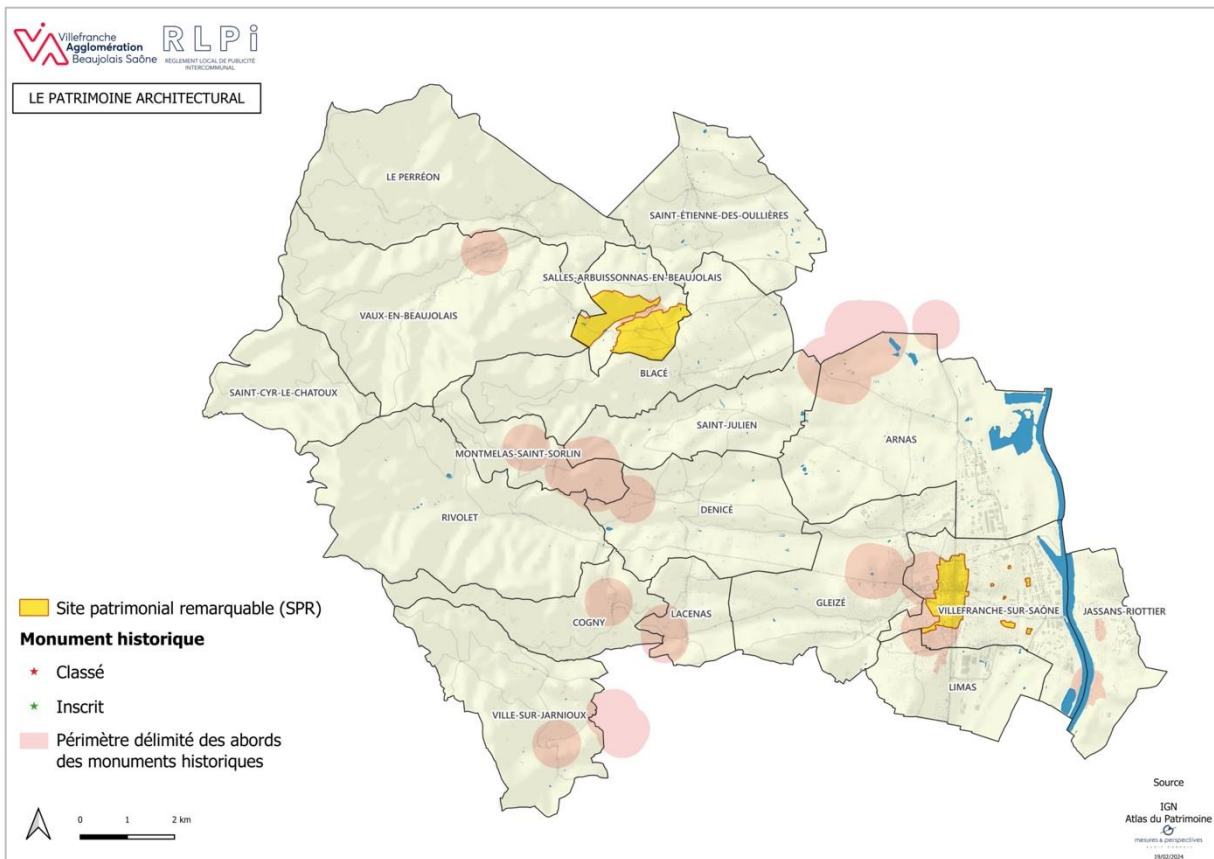 Villefranche
Agglomération
Beaujolais Saône
RLPi
RÈGLEMENT LOCAL DE PUBLICITÉ
INTERCOMMUNAL
LE PATRIMOINE ARCHITECTURAL
LE PERRÉON
SAINT-ÉTIENNE-DES-OULLIÈRES
SALLES-ARBUISSONNAS-EN-BEAUJOLAIS
VAUX-EN-BEAUJOLAIS
BLACÉ
SAINT-CYR-LE-CHATOUX
SAINT-JULIEN
ARNAS
MONTMELAS-SAINT-SORLIN
RIVOLET
DENICÉ
GLEIZÉ
VILLEFRANCHE-SUR-SAÔNE
JASSANS-RIOTTIER
LACENAS
COGNY
LIMAS
VILLE-SUR-JARNIOUX
Site patrimonial remarquable (SPR)
Monument historique
Classé
Inscrit
Périmètre délimité des abords
des monuments historiques
0 1 2 km
Source
IGN
Atlas du Patrimoine
mesures & perspectives
19/02/2024